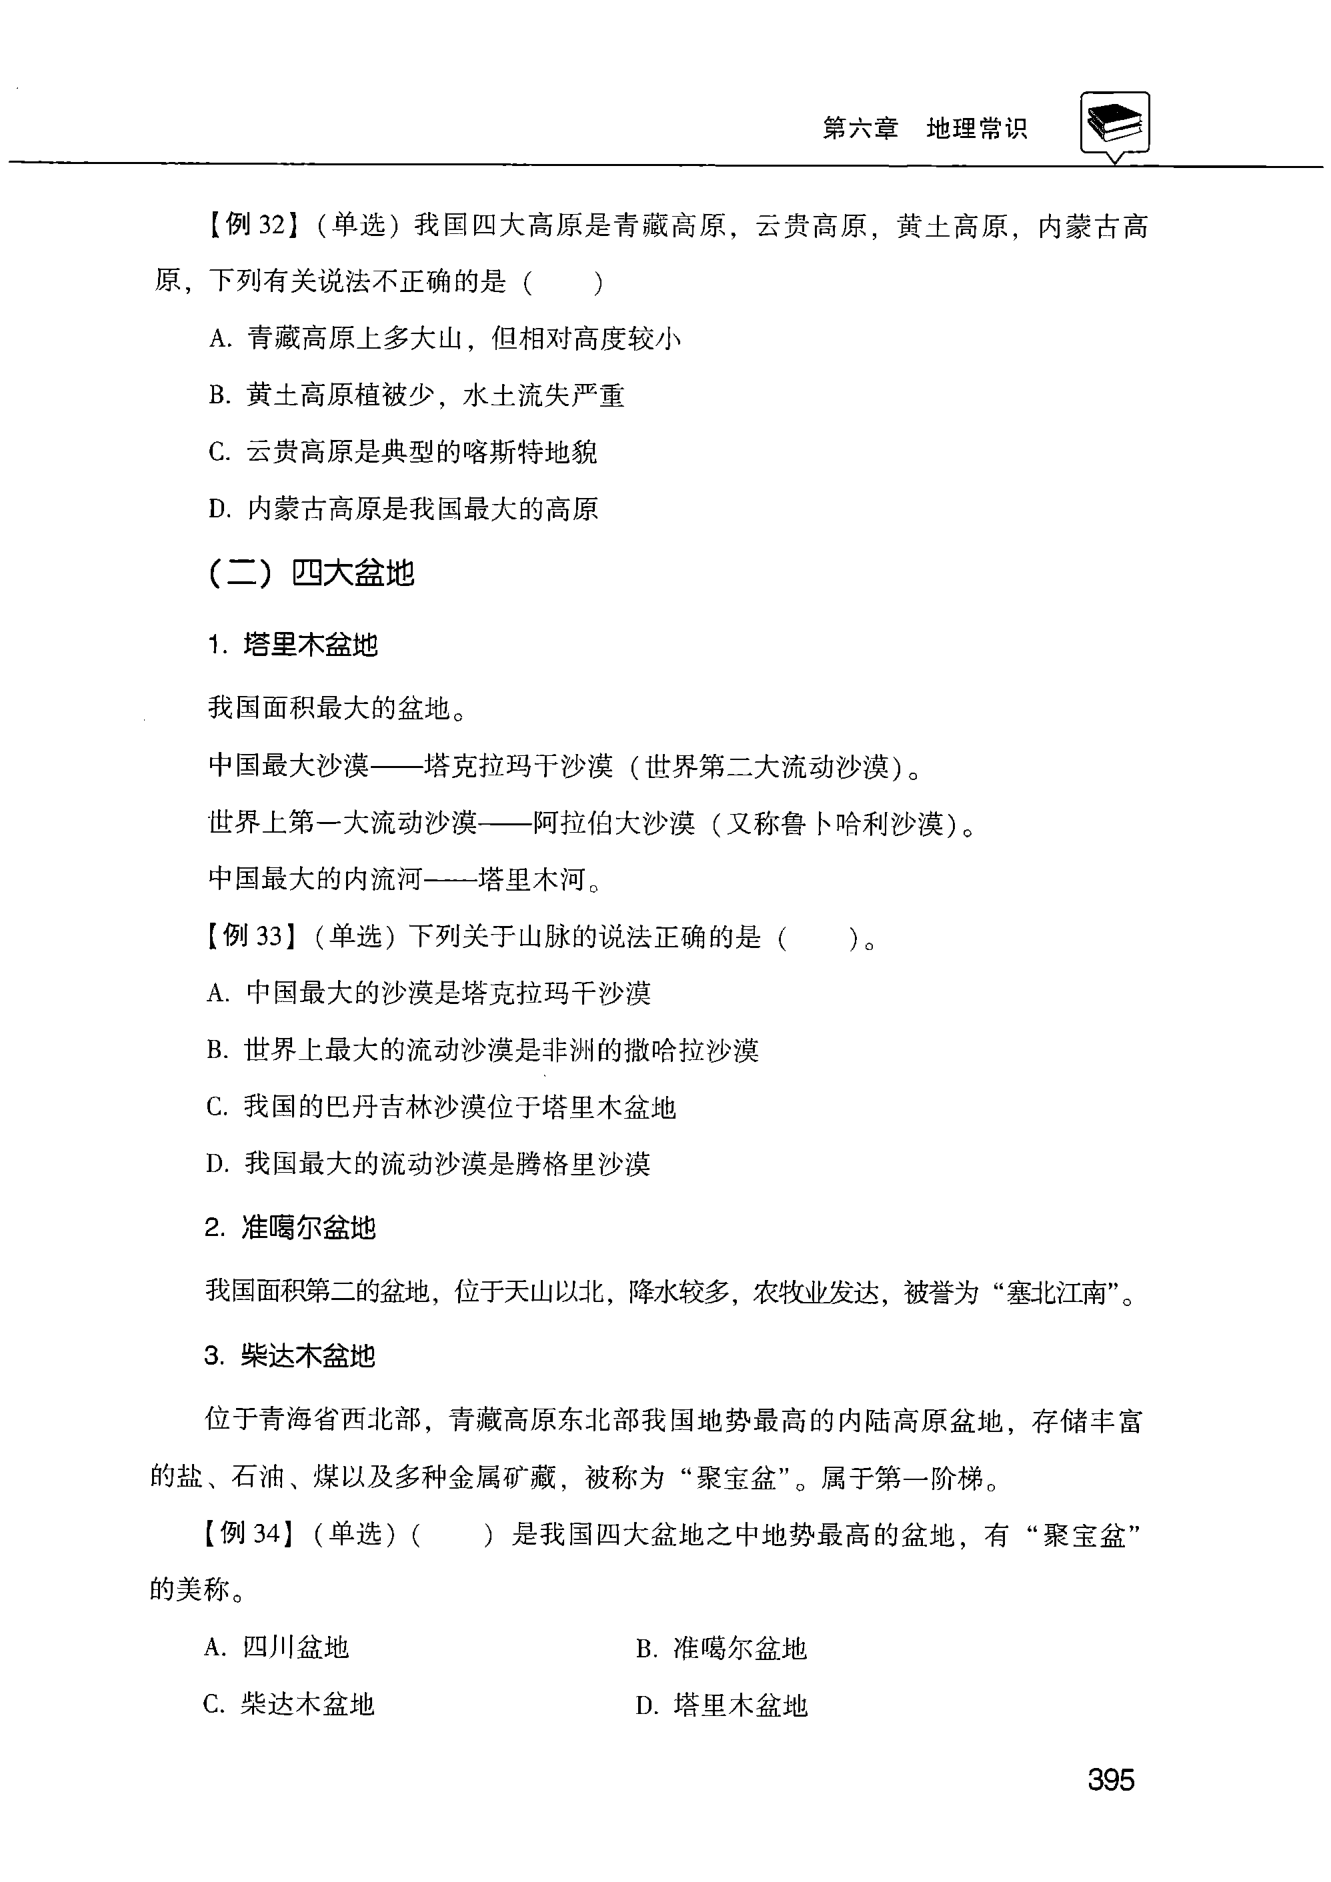 第六章 地理常识
【例 32】（单选）我国四大高原是青藏高原，云贵高原，黄土高原，内蒙古高
原，下列有关说法不正确的是（ ）
A. 青藏高原上多大山，但相对高度较小
B. 黄土高原植被少，水土流失严重
C. 云贵高原是典型的喀斯特地貌
D. 内蒙古高原是我国最大的高原
（二）四大盆地
1. 塔里木盆地
我国面积最大的盆地。
中国最大沙漠——塔克拉玛干沙漠（世界第二大流动沙漠）。
世界上第一大流动沙漠——阿拉伯大沙漠（又称鲁卜哈利沙漠）。
中国最大的内流河——塔里木河。
【例 33】（单选）下列关于山脉的说法正确的是（ ）。
A. 中国最大的沙漠是塔克拉玛干沙漠
B. 世界上最大的流动沙漠是非洲的撒哈拉沙漠
C. 我国的巴丹吉林沙漠位于塔里木盆地
D. 我国最大的流动沙漠是腾格里沙漠
2. 准噶尔盆地
我国面积第二的盆地，位于天山以北，降水较多，农牧业发达，被誉为“塞北江南”。
3. 柴达木盆地
位于青海省西北部，青藏高原东北部我国地势最高的内陆高原盆地，存储丰富
的盐、石油、煤以及多种金属矿藏，被称为“聚宝盆”。属于第一阶梯。
【例 34】（单选）（ ）是我国四大盆地之中地势最高的盆地，有“聚宝盆”
的美称。
A. 四川盆地 B. 准噶尔盆地
C. 柴达木盆地 D. 塔里木盆地
395